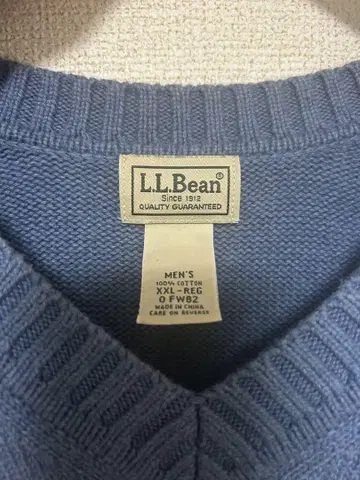 L.L.Bean®
Since 1912
QUALITY GUARANTEED
MEN'S
100% COTTON
XXL-REG
0 FW82
MADE IN CHINA
CARE ON REVERSE